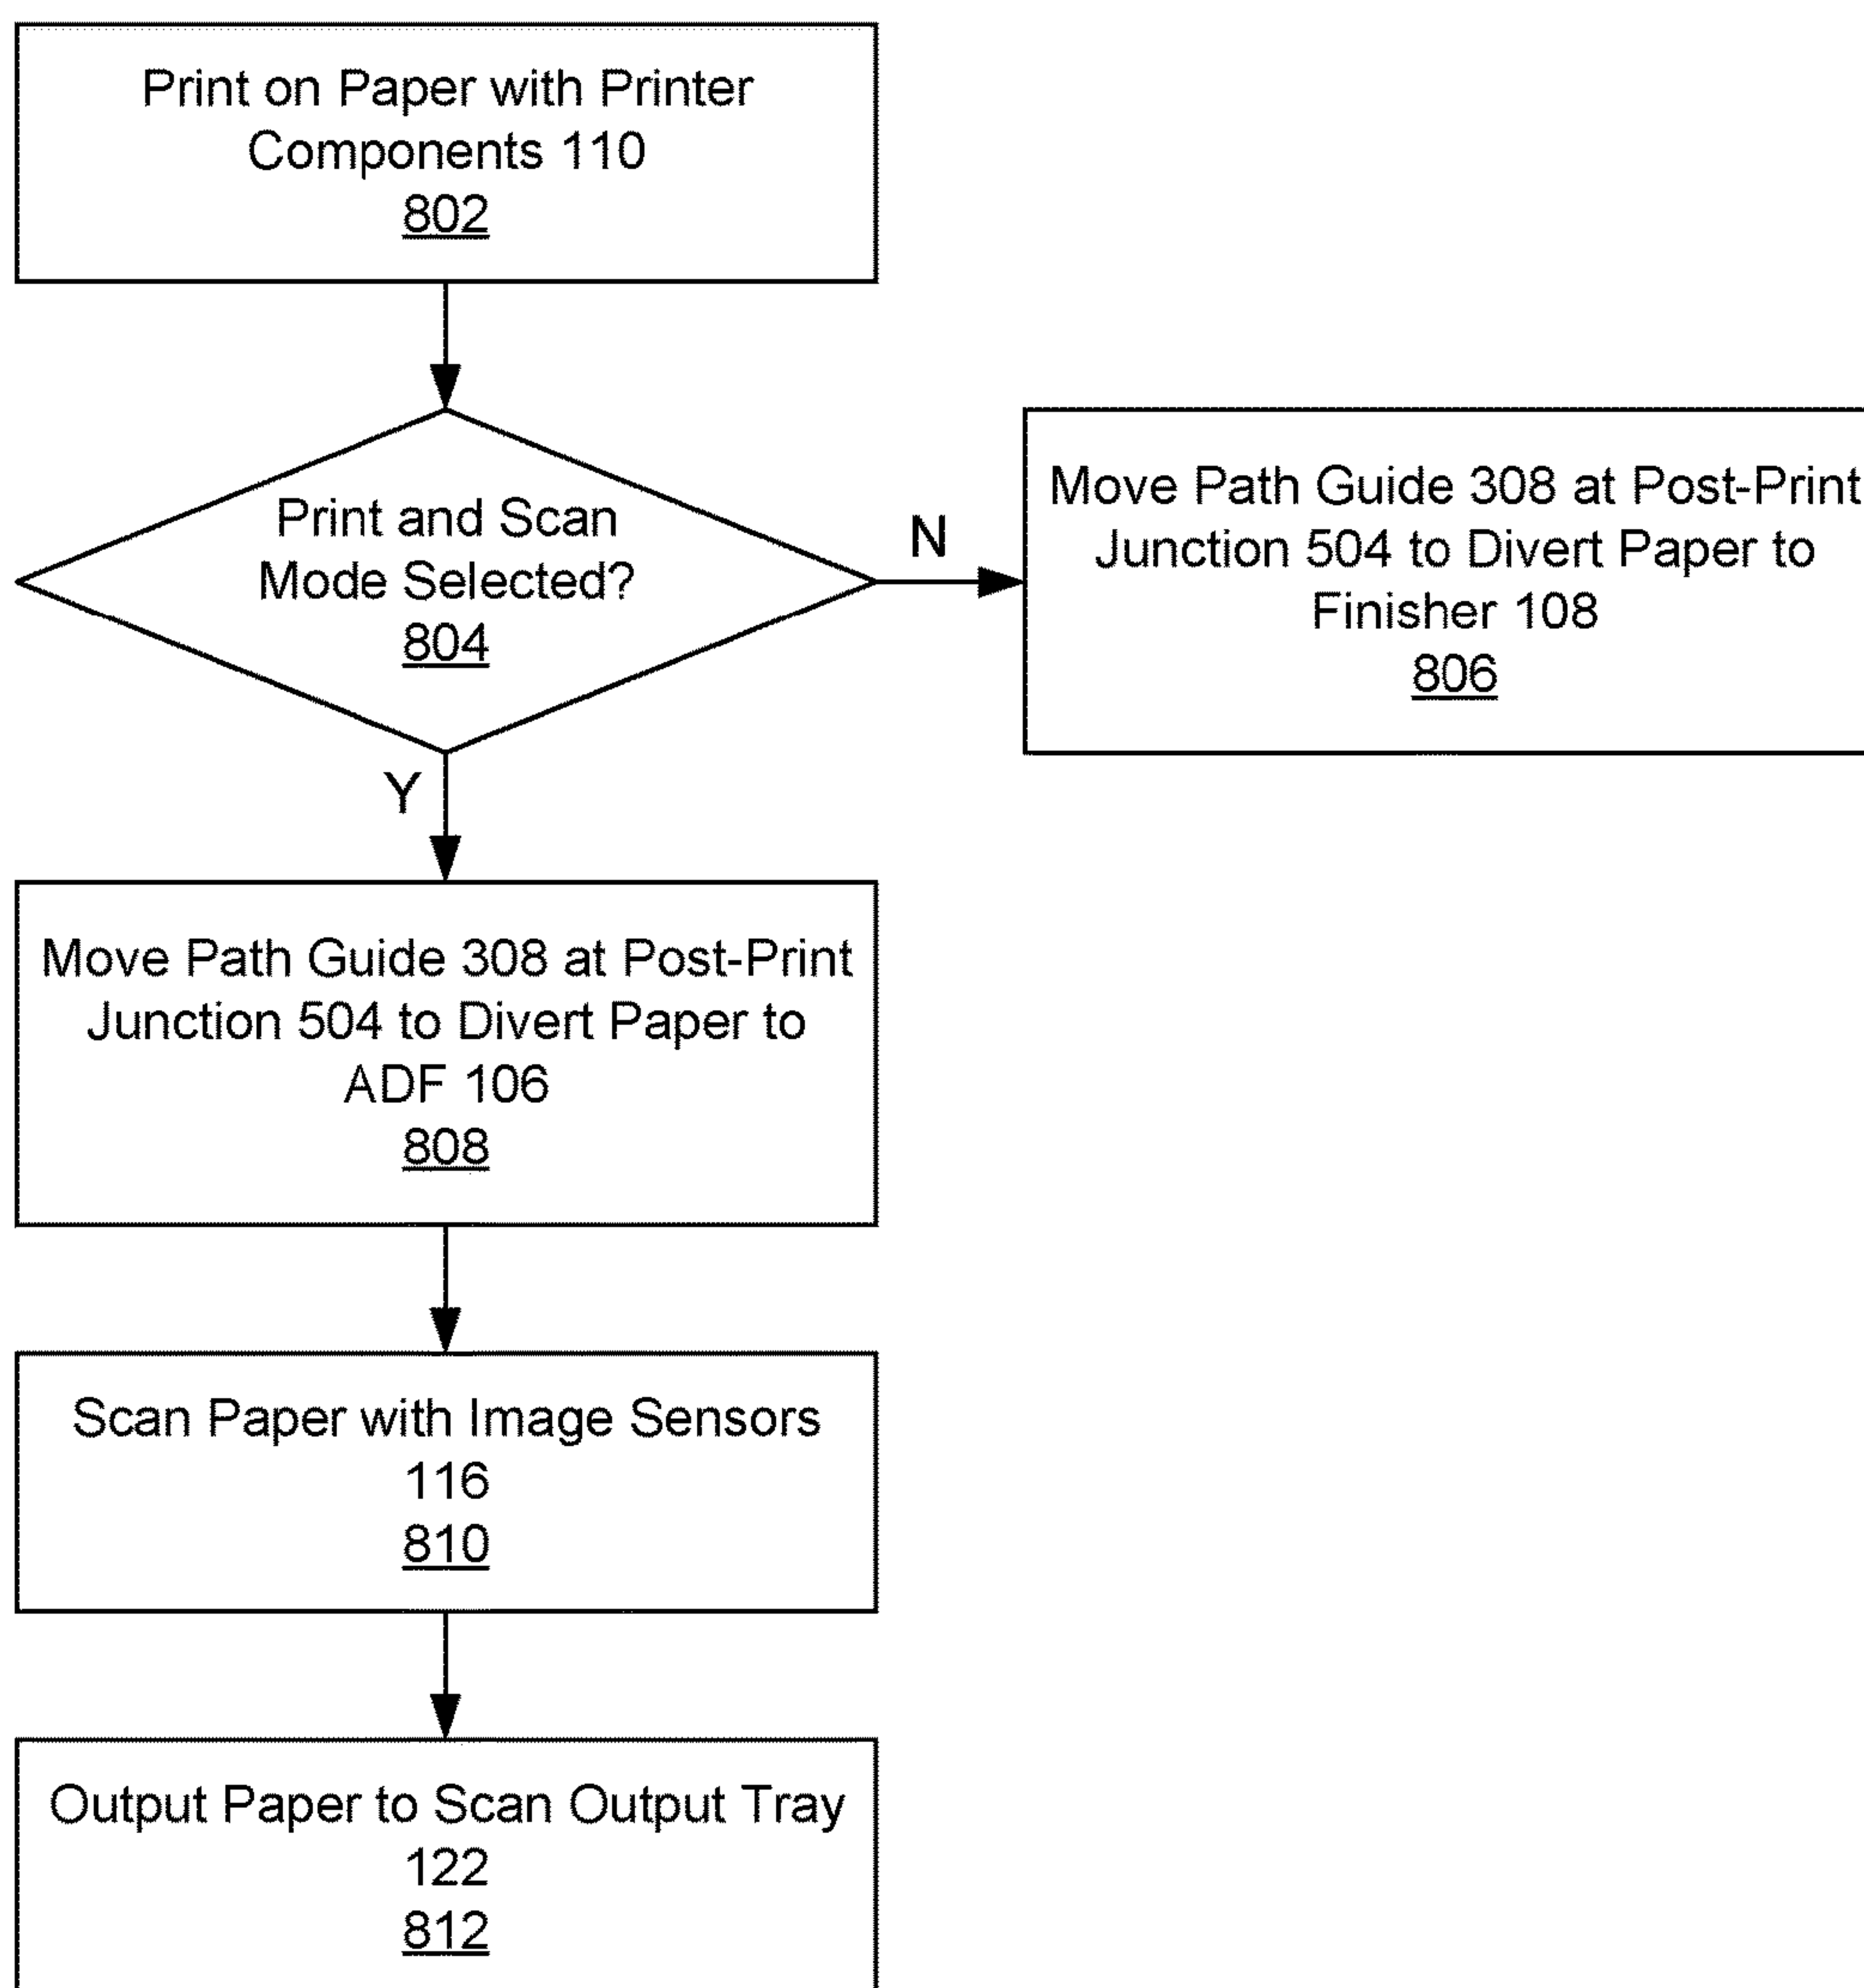 Print on Paper with Printer
Components 110
802
Print and Scan
Mode Selected?
804
N
Move Path Guide 308 at Post-Print
Junction 504 to Divert Paper to
Finisher 108
806
Y
Move Path Guide 308 at Post-Print
Junction 504 to Divert Paper to
ADF 106
808
Scan Paper with Image Sensors
116
810
Output Paper to Scan Output Tray
122
812